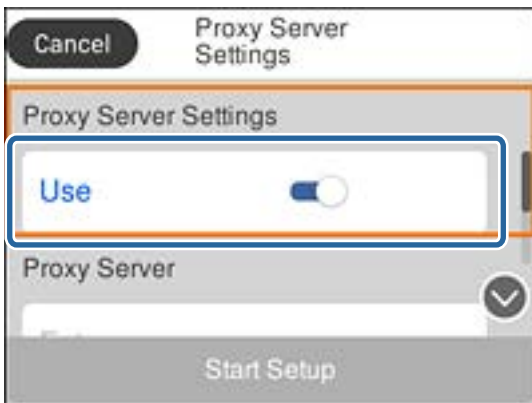 Cancel
Proxy Server
Settings
Proxy Server Settings
Use
Proxy Server
Start Setup